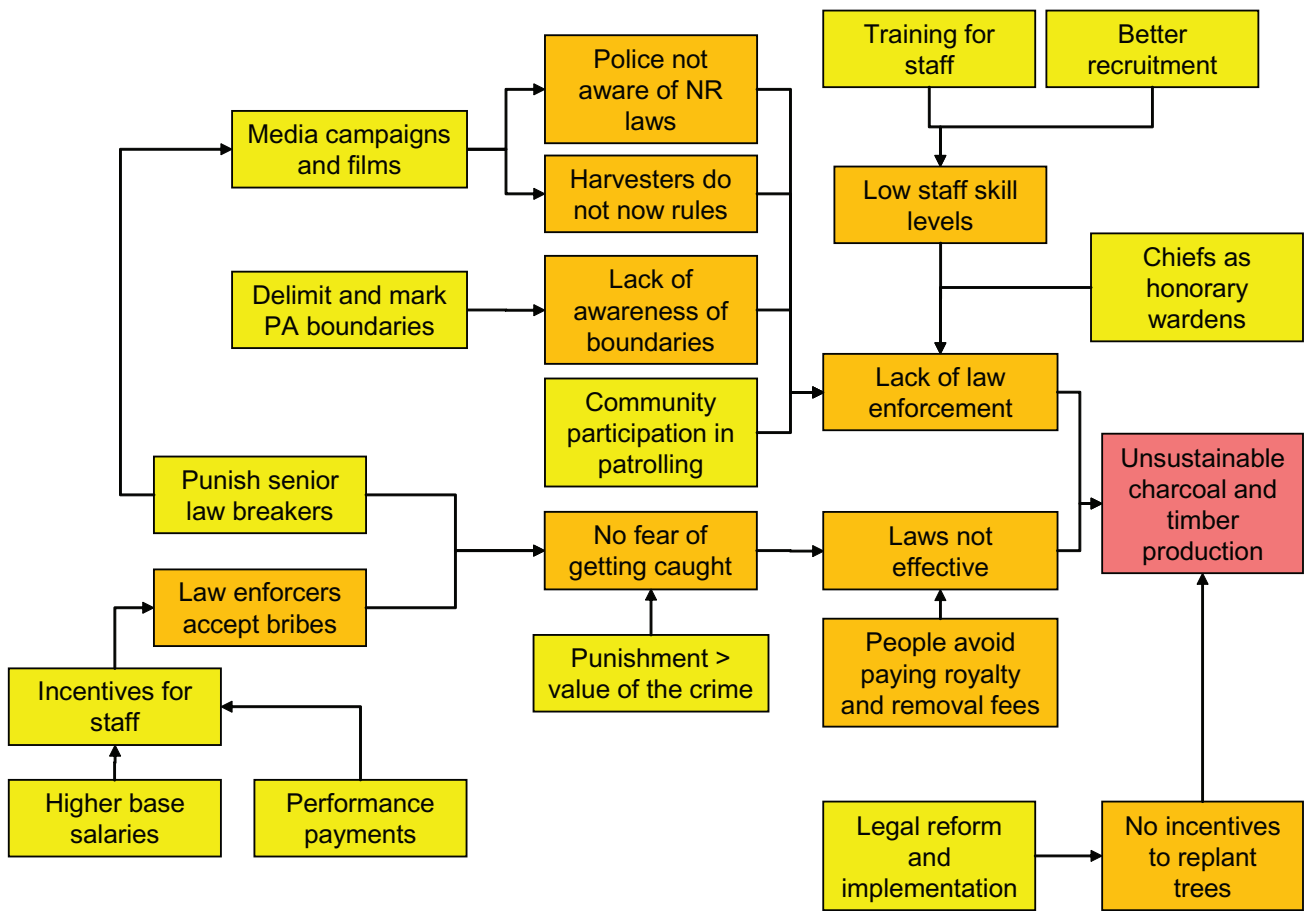 Training for
staff
Better
recruitment
Police not
aware of NR
laws
Media campaigns
and films
Harvesters do
not now rules
Low staff skill
levels
Chiefs as
honorary
wardens
Delimit and mark
PA boundaries
Lack of
awareness of
boundaries
Lack of law
enforcement
Community
participation in
patrolling
Unsustainable
charcoal and
timber
production
Punish senior
law breakers
No fear of
getting caught
Laws not
effective
Law enforcers
accept bribes
Punishment >
value of the crime
People avoid
paying royalty
and removal fees
Incentives for
staff
Higher base
salaries
Performance
payments
Legal reform
and
implementation
No incentives
to replant
trees